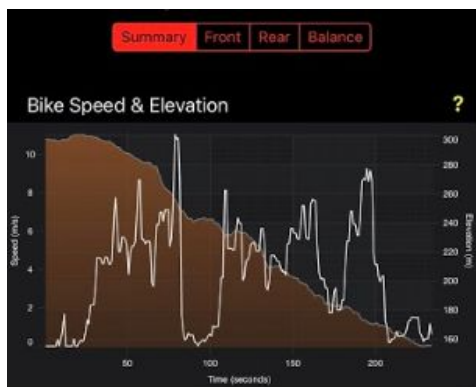 Summary Front Rear Balance
Bike Speed & Elevation ?
10 300
280
8 260
6 240
220
4 200
2 180
0 160
Speed (m/s)
Elevation (m)
50 100 150 200
Time (seconds)